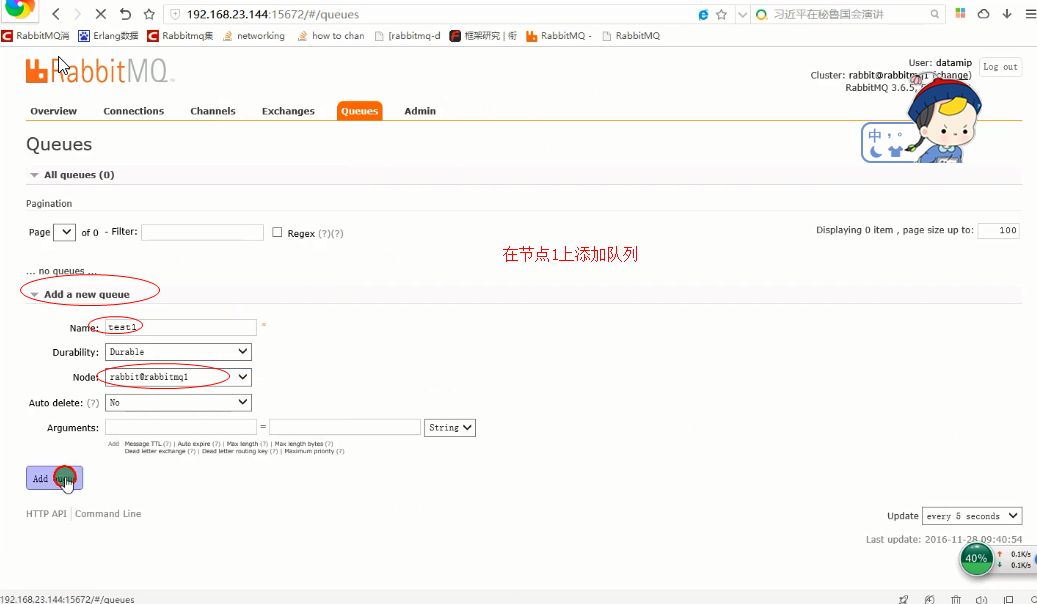 192.168.23.144:15672/#/queues
习近平在秘鲁国会演讲
RabbitMQ消 Erlang数据 Rabbitmq集 networking how to chan [rabbitmq-d 框架研究 | 衔 RabbitMQ - RabbitMQ
RabbitMQ
User: datamip
Log out
Cluster: rabbit@rabbitmq1 (change)
RabbitMQ 3.6.5,
Overview Connections Channels Exchanges Queues Admin
中 , 。
Queues
All queues (0)
Pagination
Page of 0 - Filter: Regex (?)(?)
Displaying 0 item , page size up to: 100
在节点1上添加队列
... no queues ...
Add a new queue
Name: test1 *
Durability: Durable
Node: rabbit@rabbitmq1
Auto delete: (?) No
Arguments: = String
Add Message TTL (?) | Auto expire (?) | Max length (?) | Max length bytes (?)
Dead letter exchange (?) | Dead letter routing key (?) | Maximum priority (?)
Add queue
HTTP API Command Line
Update every 5 seconds
Last update: 2016-11-28 09:40:54
40%
0.1K/s
0.1K/s
192.168.23.144:15672/#/queues